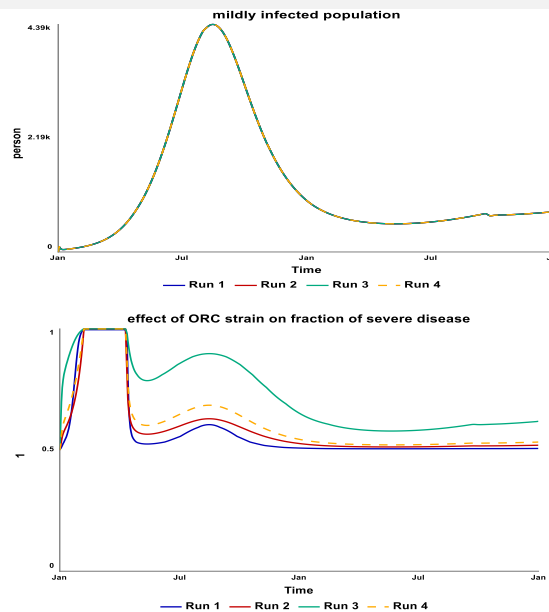 mildly infected population
4.39k
2.19k
0
person
Jan Jul Jan Jul Jan
Time
Run 1 Run 2 Run 3 Run 4
effect of ORC strain on fraction of severe disease
1
0.5
0
1
Jan Jul Jan Jul Jan
Time
Run 1 Run 2 Run 3 Run 4